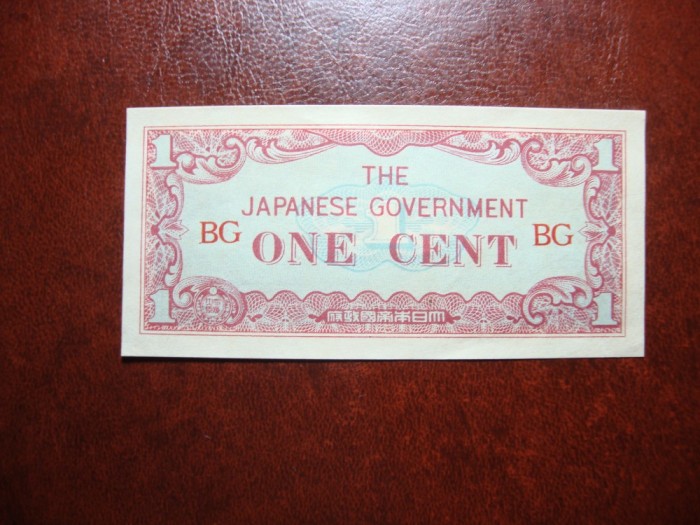 1 1
THE
JAPANESE GOVERNMENT
BG ONE CENT BG
1 1
府政國帝本日大